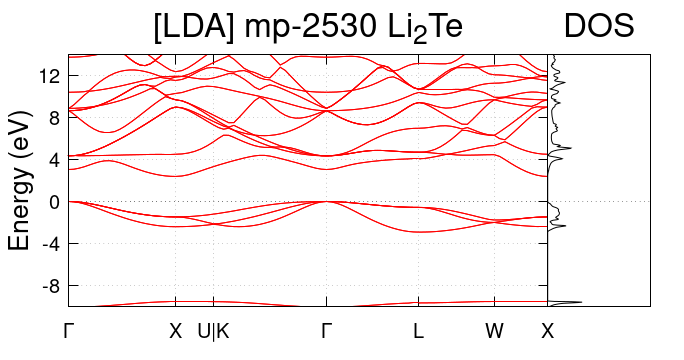 [LDA] mp-2530 Li₂Te DOS
Energy (eV)
12
8
4
0
-4
-8
Γ X U|K Γ L W X